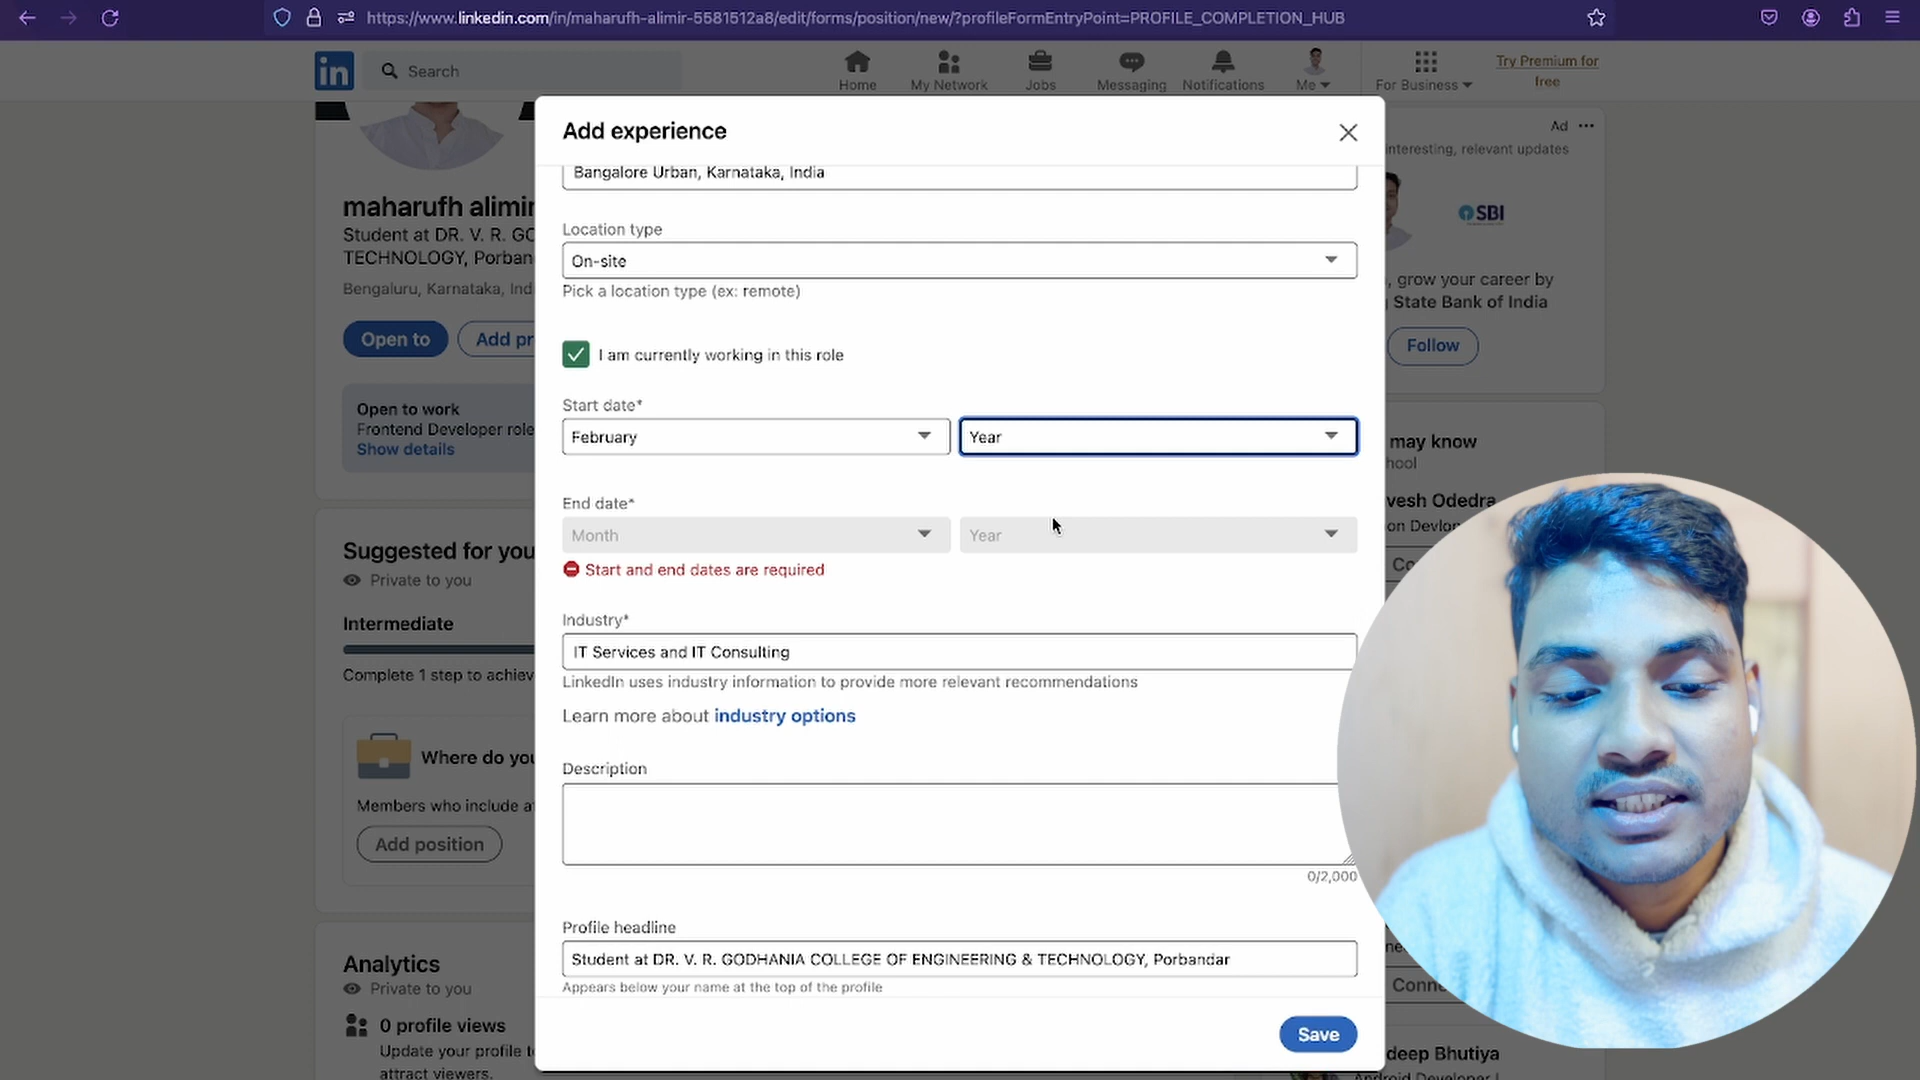 https://www.linkedin.com/in/maharufh-alimir-5581512a8/edit/forms/position/new/?profileFormEntryPoint=PROFILE_COMPLETION_HUB
in
Search
Home
My Network
Jobs
Messaging
Notifications
Me
For Business
Try Premium for
free
Add experience
Bangalore Urban, Karnataka, India
Location type
On-site
Pick a location type (ex: remote)
I am currently working in this role
Start date*
February
Year
End date*
Month
Year
Start and end dates are required
Industry*
IT Services and IT Consulting
LinkedIn uses industry information to provide more relevant recommendations
Learn more about industry options
Description
0/2,000
Profile headline
Student at DR. V. R. GODHANIA COLLEGE OF ENGINEERING & TECHNOLOGY, Porbandar
Appears below your name at the top of the profile
Save
maharufh alimir
Student at DR. V. R. GO
TECHNOLOGY, Porban
Bengaluru, Karnataka, Ind
Open to
Add pr
Open to work
Frontend Developer role
Show details
Suggested for you
Private to you
Intermediate
Complete 1 step to achiev
Where do you
Members who include a
Add position
Analytics
Private to you
0 profile views
Update your profile t
attract viewers.
Ad
interesting, relevant updates
SBI
, grow your career by
State Bank of India
Follow
may know
hool
vesh Odedra
on Devlop
Co
ne
Conn
deep Bhutiya
Android Developer |